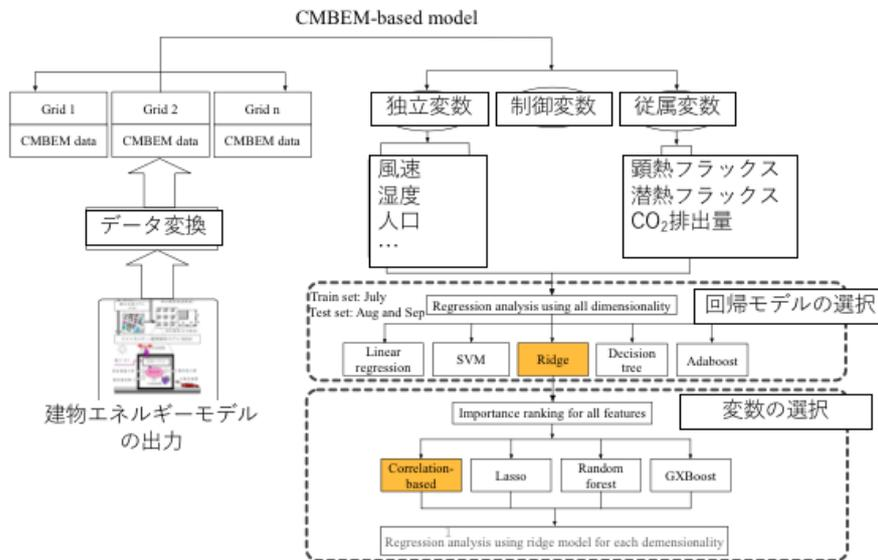 CMBEM-based model
Grid 1
Grid 2
Grid n
CMBEM data
CMBEM data
CMBEM data
データ変換
建物エネルギーモデル
の出力
独立変数
制御変数
従属変数
風速
湿度
人口
…
顕熱フラックス
潜熱フラックス
CO₂排出量
Train set: July
Test set: Aug and Sep
Regression analysis using all dimensionality
回帰モデルの選択
Linear
regression
SVM
Ridge
Decision
tree
Adaboost
Importance ranking for all features
変数の選択
Correlation-
based
Lasso
Random
forest
GXBoost
Regression analysis using ridge model for each demensionality